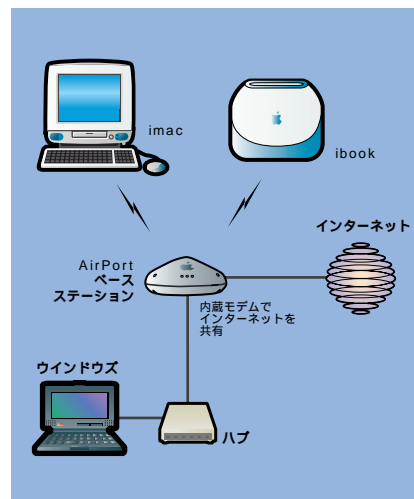 imac
ibook
インターネット
AirPort
ベース
ステーション
内蔵モデムで
インターネットを
共有
ウインドウズ
ハブ